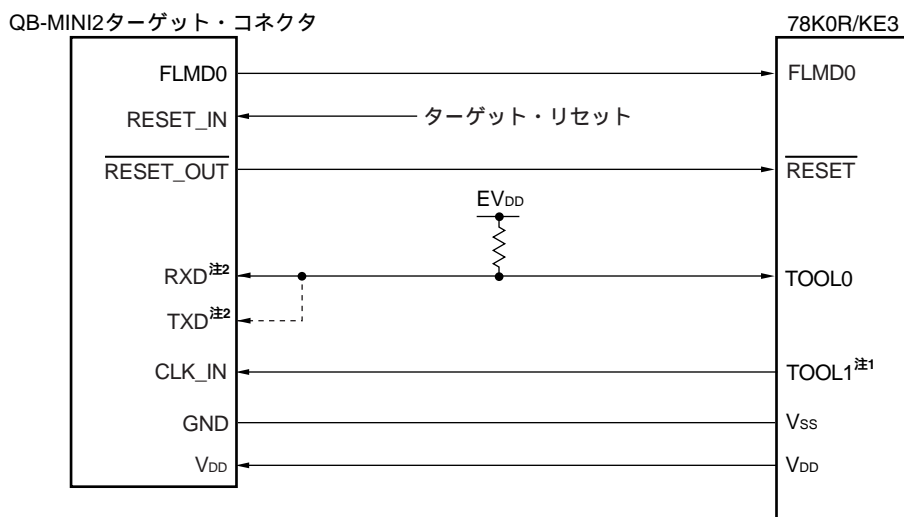 QB-MINI2ターゲット・コネクタ 78K0R/KE3
FLMD0 FLMD0
RESET_IN ターゲット・リセット
RESET_OUT RESET
EVDD
RXD注2 TOOL0
TXD注2
CLK_IN TOOL1注1
GND VSS
VDD VDD